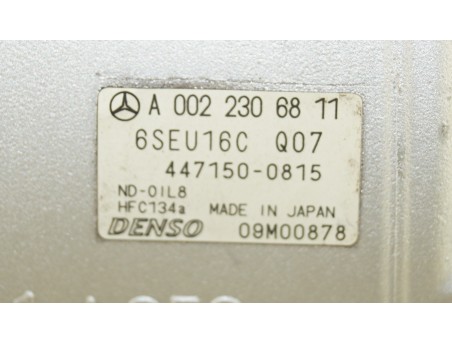 A 002 230 68 11
6SEU16C Q07
447150-0815
ND-OIL8
HFC134a MADE IN JAPAN
DENSO 09M00878